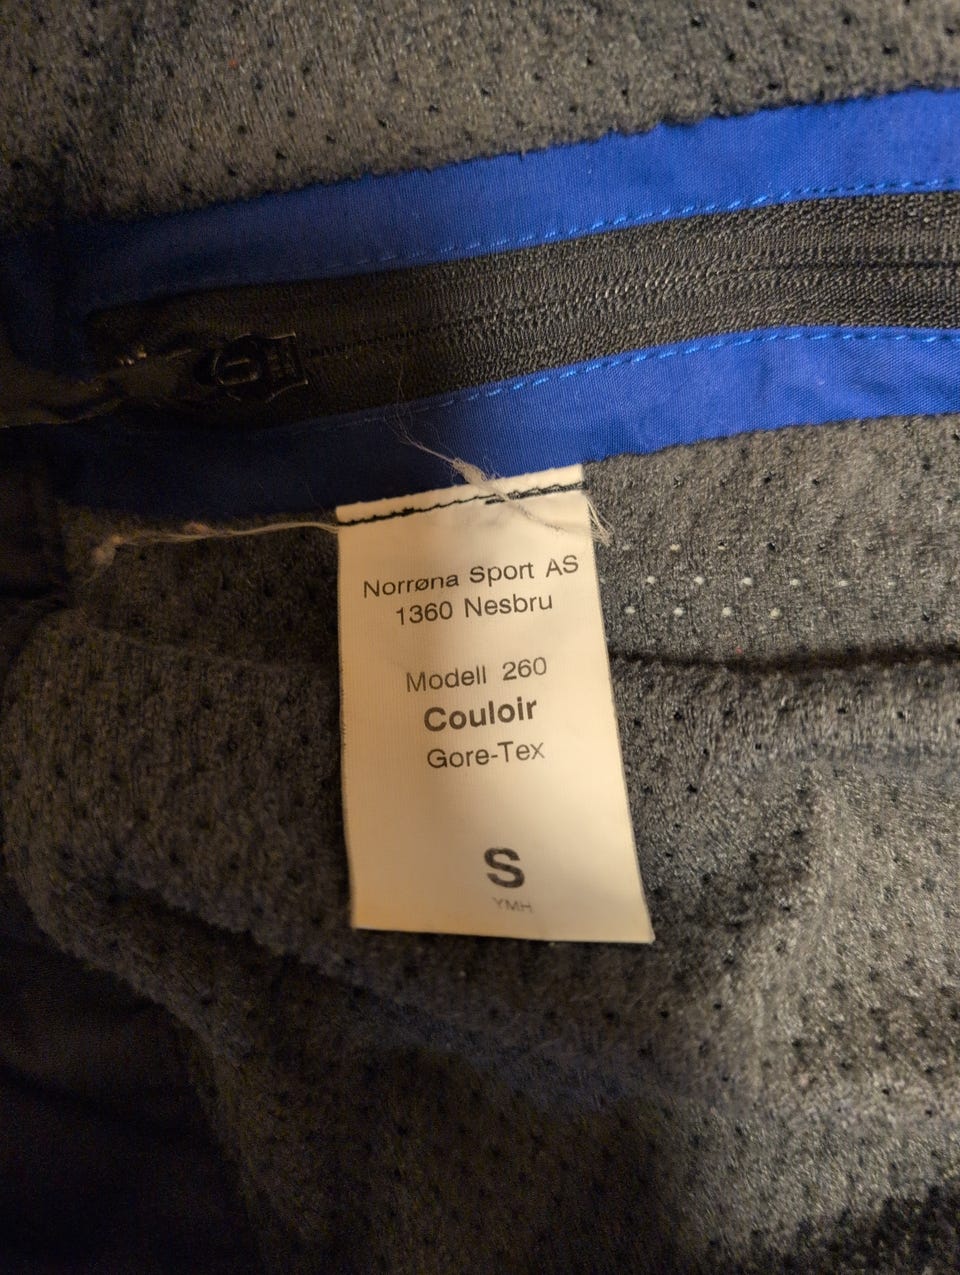 Norrøna Sport AS
1360 Nesbru
Modell 260
Couloir
Gore-Tex
S
YMH